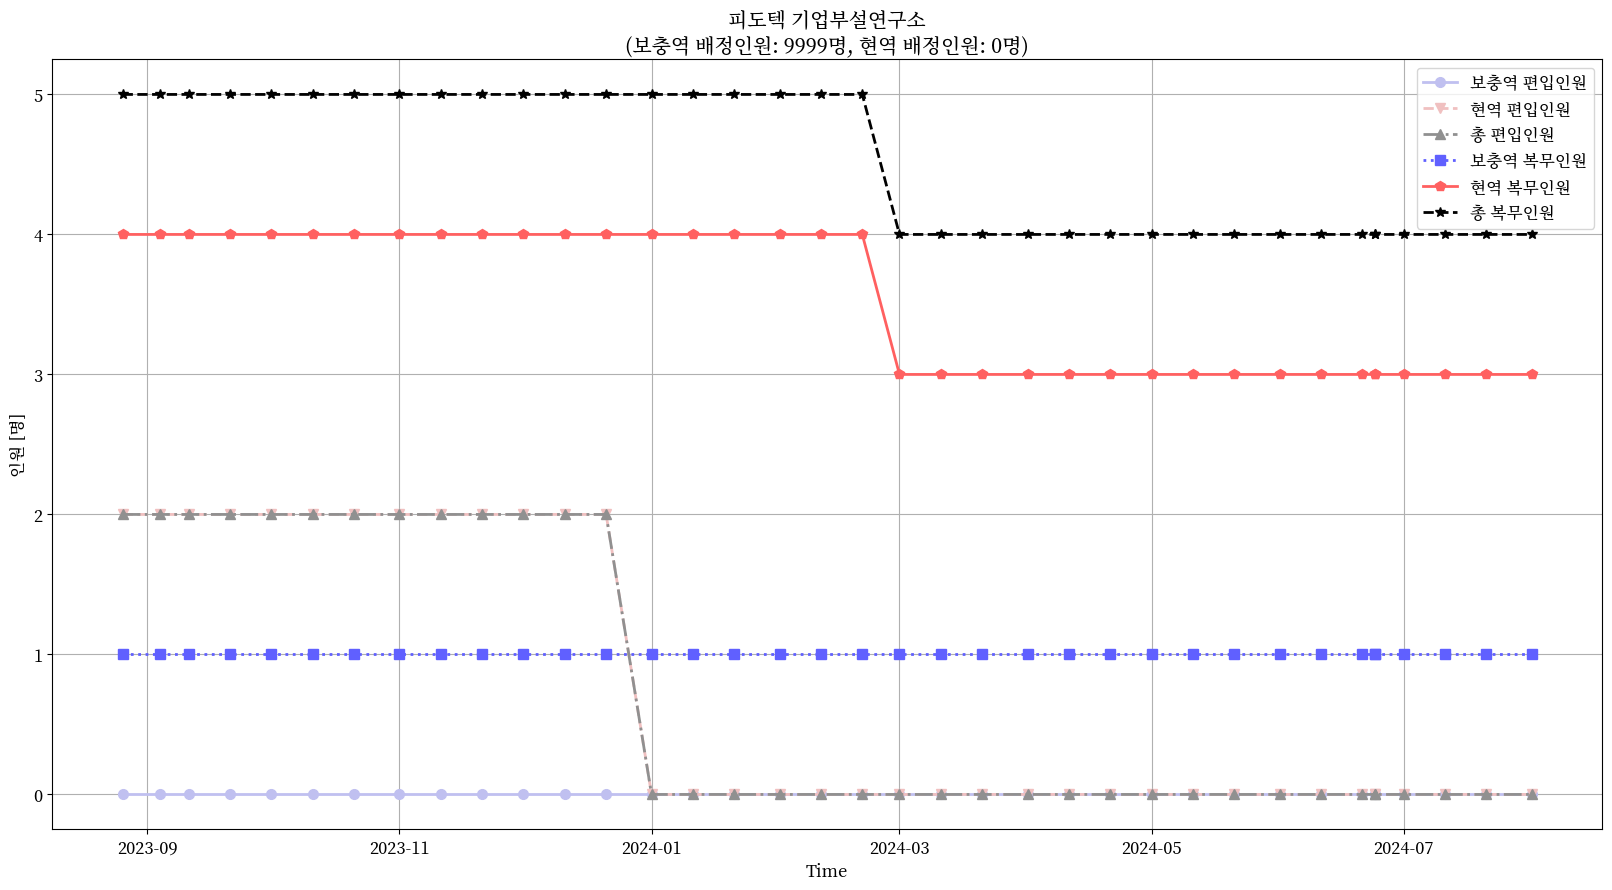 피도텍 기업부설연구소
(보충역 배정인원: 9999명, 현역 배정인원: 0명)
보충역 편입인원
현역 편입인원
총 편입인원
보충역 복무인원
현역 복무인원
총 복무인원
인원 [명]
5
4
3
2
1
0
2023-09
2023-11
2024-01
2024-03
2024-05
2024-07
Time